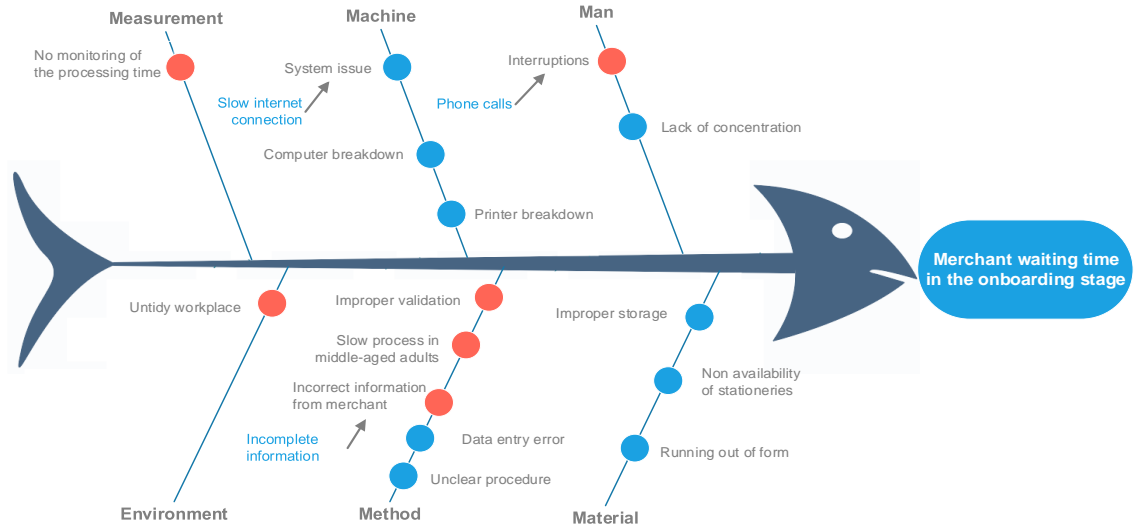 Measurement
Machine
Man
No monitoring of
the processing time
System issue
Slow internet
connection
Computer breakdown
Printer breakdown
Interruptions
Phone calls
Lack of concentration
Merchant waiting time
in the onboarding stage
Untidy workplace
Improper validation
Slow process in
middle-aged adults
Incorrect information
from merchant
Incomplete
information
Data entry error
Unclear procedure
Improper storage
Non availability
of stationeries
Running out of form
Environment
Method
Material